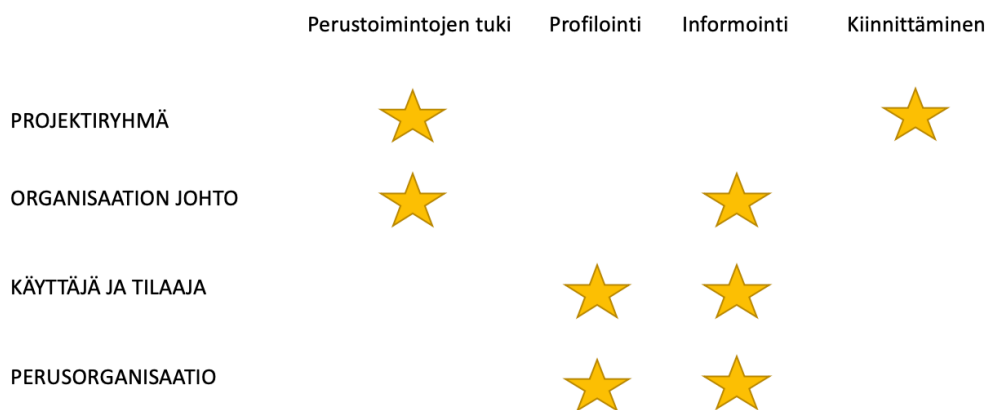 Perustoimintojen tuki Profilointi Informointi Kiinnittäminen
PROJEKTIRYHMÄ
ORGANISAATION JOHTO
KÄYTTÄJÄ JA TILAAJA
PERUSORGANISAATIO